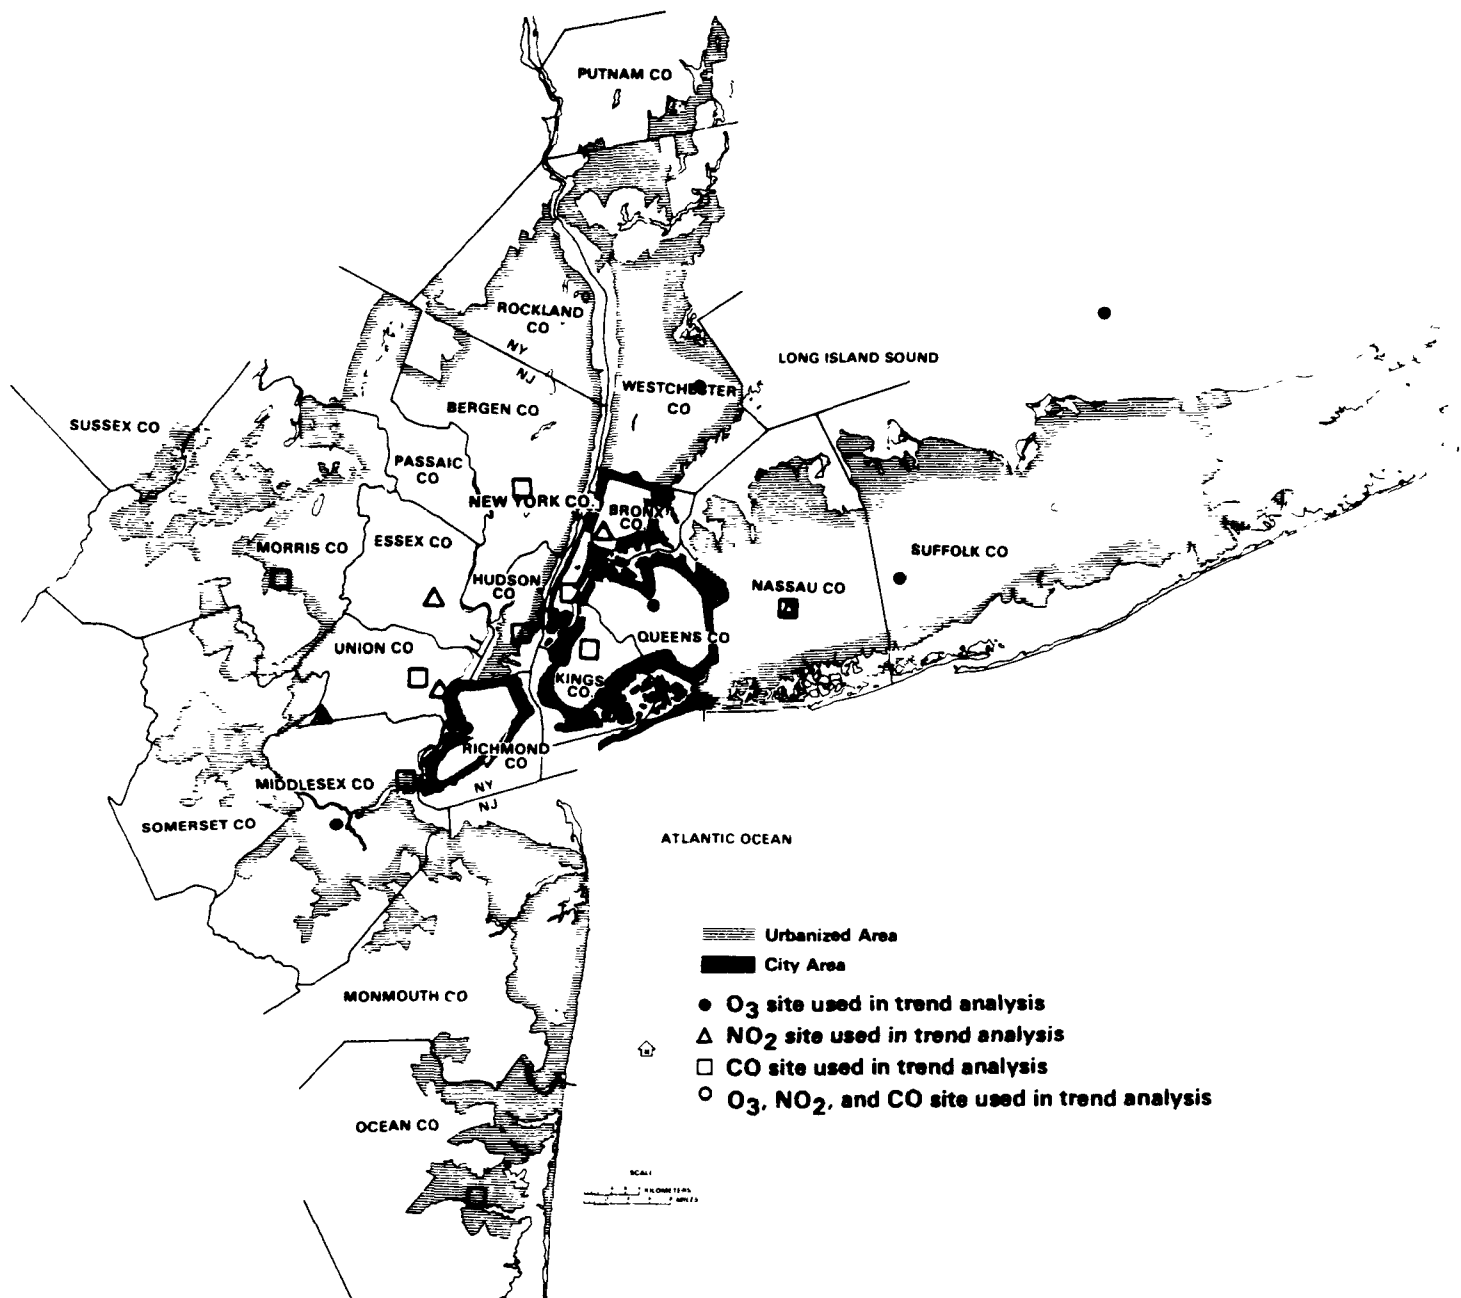 PUTNAM CO
ROCKLAND
CO
NY
NJ
LONG ISLAND SOUND
WESTCHESTER
CO
BERGEN CO
SUSSEX CO
PASSAIC
CO
NEW YORK CO.
BRONX
CO.
MORRIS CO
ESSEX CO
SUFFOLK CO
HUDSON
CO
NASSAU CO
QUEENS CO
UNION CO
KINGS
CO.
RICHMOND
CO
MIDDLESEX CO
NY
NJ
SOMERSET CO
ATLANTIC OCEAN
Urbanized Area
City Area
MONMOUTH CO
O3 site used in trend analysis
NO2 site used in trend analysis
CO site used in trend analysis
O3, NO2, and CO site used in trend analysis
OCEAN CO
SCALE
KILOMETERS
MILES